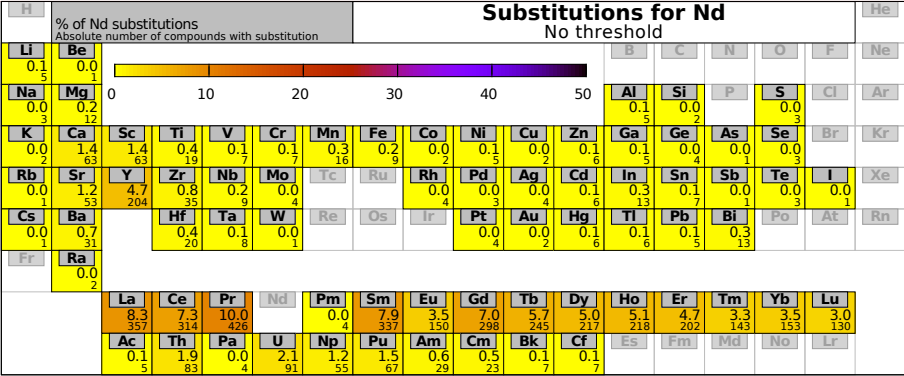 H He
% of Nd substitutions
Absolute number of compounds with substitution
Substitutions for Nd
No threshold
Li Be B C N O F Ne
0.1 0.0
5 1
0 10 20 30 40 50
Na Mg Al Si P S Cl Ar
0.0 0.2 0.1 0.0 0.0
3 12 5 2 3
K Ca Sc Ti V Cr Mn Fe Co Ni Cu Zn Ga Ge As Se Br Kr
0.0 1.4 1.4 0.4 0.1 0.1 0.3 0.2 0.0 0.1 0.0 0.1 0.1 0.0 0.0 0.0
2 63 63 19 7 7 16 9 2 5 2 6 5 4 1 3
Rb Sr Y Zr Nb Mo Tc Ru Rh Pd Ag Cd In Sn Sb Te I Xe
0.0 1.2 4.7 0.8 0.2 0.0 0.0 0.0 0.0 0.1 0.3 0.1 0.0 0.0 0.0
1 53 204 35 9 4 4 3 4 6 13 7 1 3 1
Cs Ba Hf Ta W Re Os Ir Pt Au Hg Tl Pb Bi Po At Rn
0.0 0.7 0.4 0.1 0.0 0.0 0.0 0.1 0.1 0.1 0.3
1 31 20 8 1 4 2 6 6 5 13
Fr Ra
0.0
2
La Ce Pr Nd Pm Sm Eu Gd Tb Dy Ho Er Tm Yb Lu
8.3 7.3 10.0 0.0 7.9 3.5 7.0 5.7 5.0 5.1 4.7 3.3 3.5 3.0
357 314 426 4 337 150 298 245 217 218 202 143 153 130
Ac Th Pa U Np Pu Am Cm Bk Cf Es Fm Md No Lr
0.1 1.9 0.0 2.1 1.2 1.5 0.6 0.5 0.1 0.1
5 83 4 91 55 67 29 23 7 7